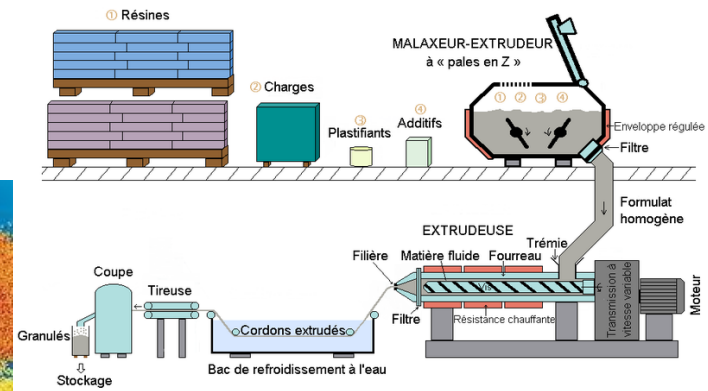 ① Résines
② Charges
③
Plastifiants
④
Additifs
MALAXEUR-EXTRUDEUR
à « pales en Z »
① ② ③ ④
Enveloppe régulée
Filtre
Formulat
homogène
EXTRUDEUSE
Trémie
Filière
Matière fluide
Fourreau
Vis
Filtre
Résistance chauffante
Transmission à
vitesse variable
Moteur
Coupe
Tireuse
Granulés
Cordons extrudés
Bac de refroidissement à l'eau
Stockage